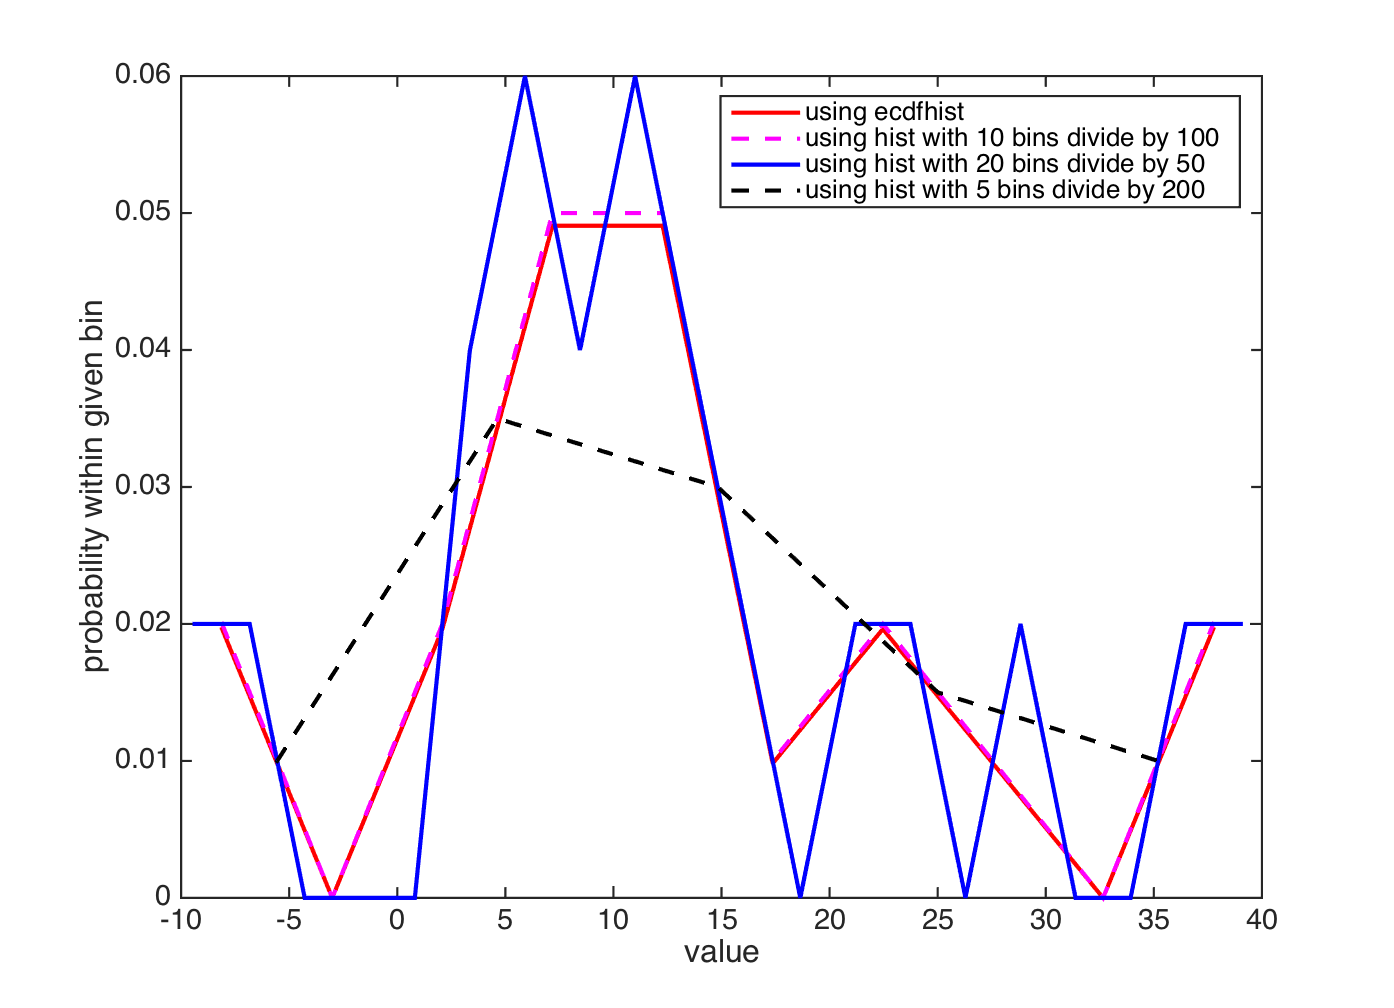 0.06
0.05
0.04
0.03
0.02
0.01
0
probability within given bin
using ecdfhist
using hist with 10 bins divide by 100
using hist with 20 bins divide by 50
using hist with 5 bins divide by 200
-10 -5 0 5 10 15 20 25 30 35 40
value